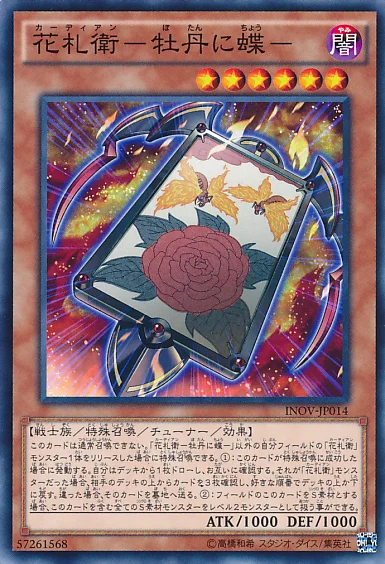 カーディアン ぼたん ちょう
花札衛－牡丹に蝶－
やみ
闇
INOV-JP014
【戦士族／特殊召喚／チューナー／効果】
このカードは通常召喚できない。「花札衛－牡丹に蝶－」以外の自分フィールドの「花札衛」
モンスター1体をリリースした場合に特殊召喚できる。①：このカードが特殊召喚に成功した
場合に発動する。自分はデッキから1枚ドローし、お互いに確認する。それが「花札衛」モン
スターだった場合、相手のデッキの上からカードを3枚確認し、好きな順番でデッキの上か下
に戻す。違った場合、そのカードを墓地へ送る。②：フィールドのこのカードをS素材とする
場合、このカードを含む全てのS素材モンスターをレベル2モンスターとして扱う事ができる。
ATK/1000 DEF/1000
57261568
©高橋和希 スタジオ・ダイス/集英社